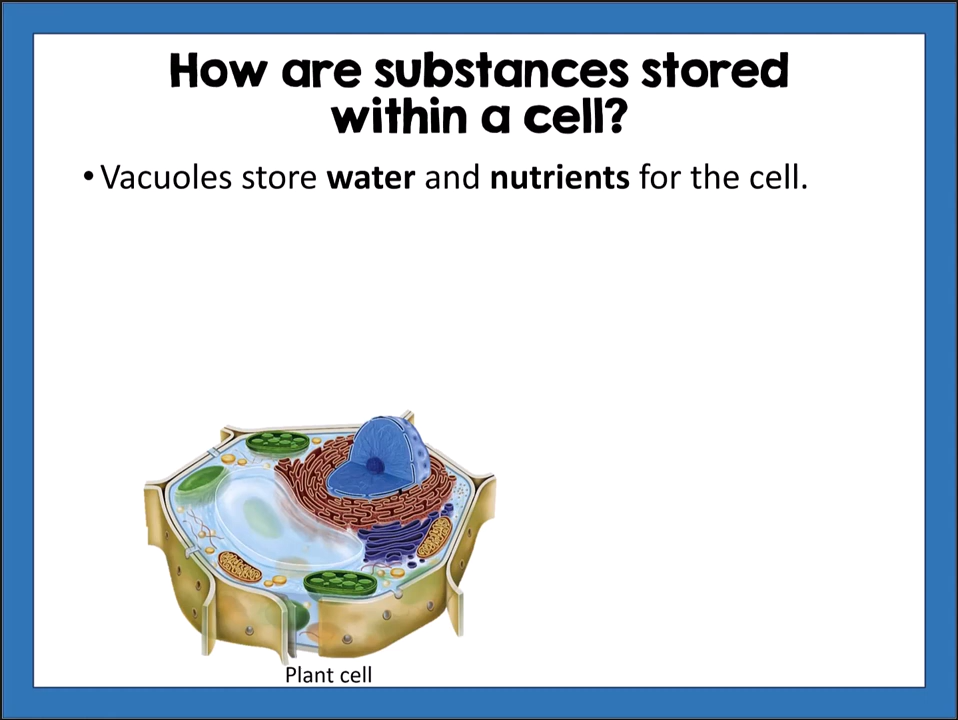 How are substances stored
within a cell?
•Vacuoles store water and nutrients for the cell.
Plant cell